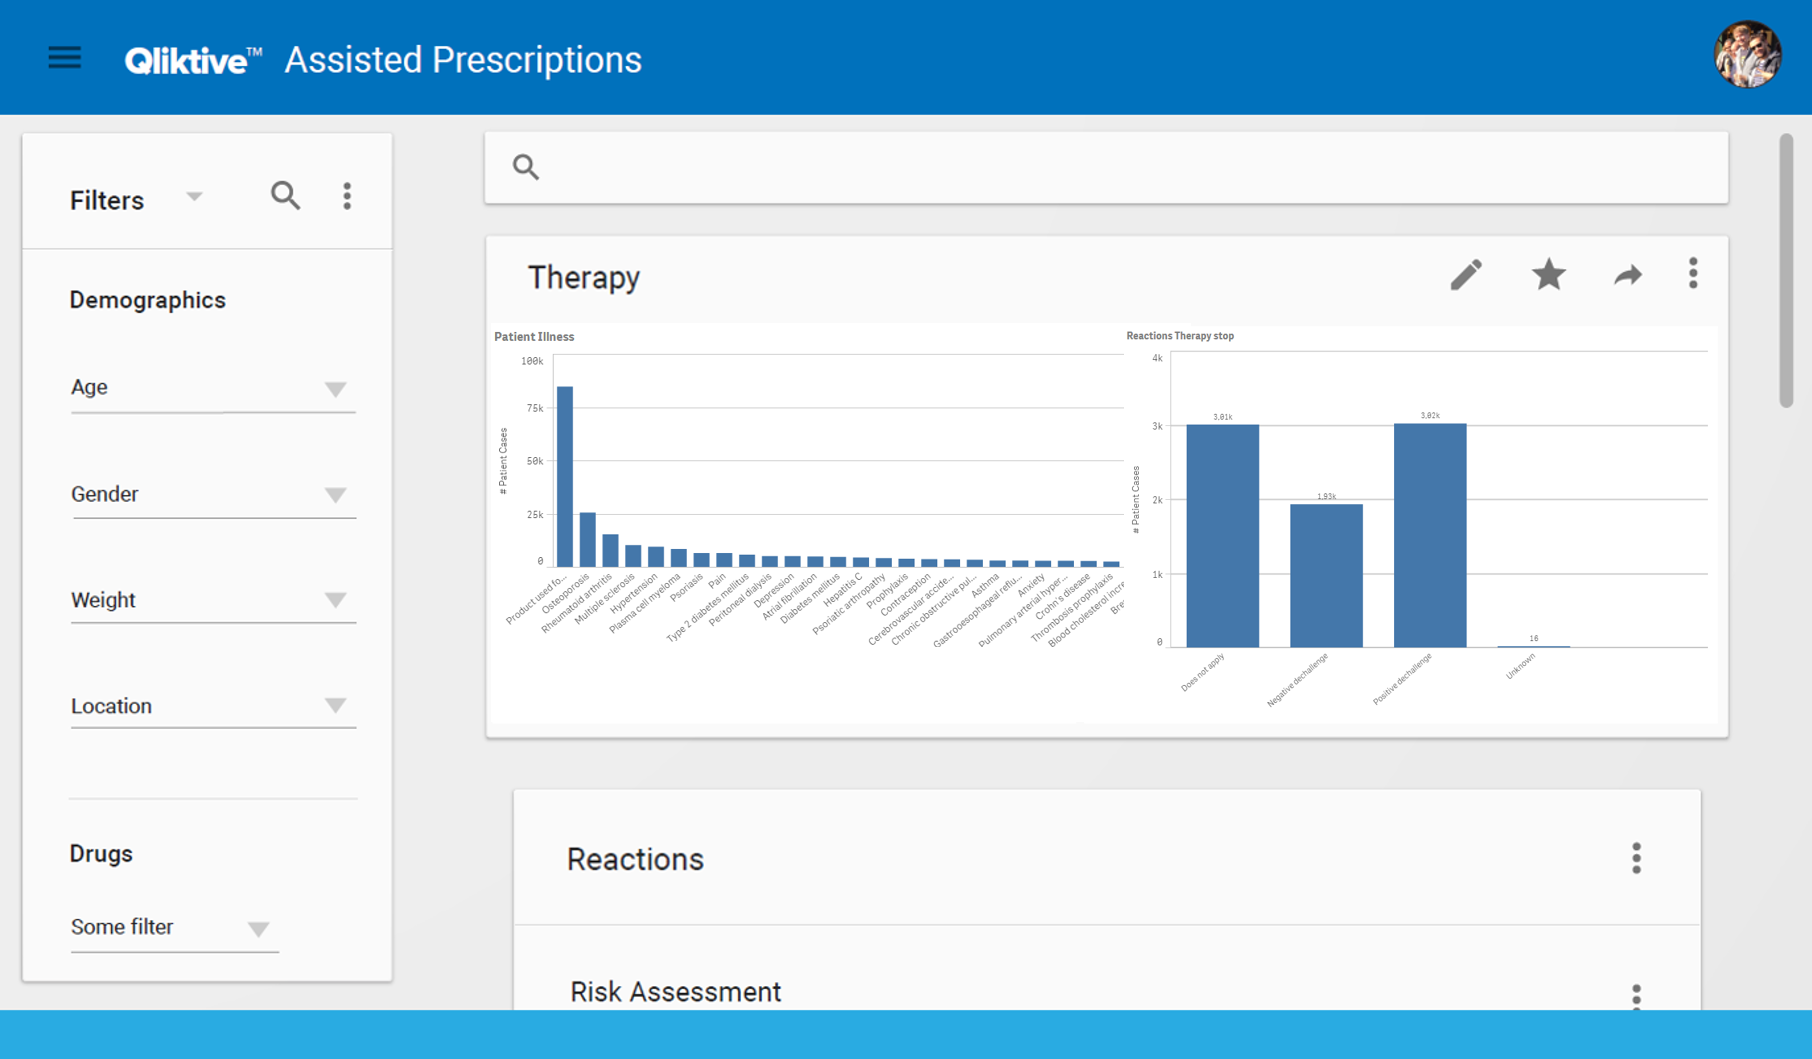 Qliktive™ Assisted Prescriptions
Filters
Demographics
Age
Gender
Weight
Location
Drugs
Some filter
Therapy
Patient Illness
100k
75k
50k
25k
0
# Patient Cases
Product used fo...
Osteoporosis
Rheumatoid arthritis
Multiple sclerosis
Hypertension
Plasma cell myeloma
Psoriasis
Pain
Type 2 diabetes mellitus
Peritoneal dialysis
Depression
Atrial fibrillation
Diabetes mellitus
Hepatitis C
Psoriatic arthropathy
Prophylaxis
Contraception
Cerebrovascular accide...
Chronic obstructive pul...
Asthma
Gastrooesophageal reflu...
Anxiety
Pulmonary arterial hyper...
Crohn's disease
Thrombosis prophylaxis
Blood cholesterol incre
Bre
Reactions Therapy stop
4k
3k
2k
1k
0
# Patient Cases
3,01k
1,93k
3,02k
16
Does not apply
Negative dechallenge
Positive dechallenge
Unknown
Reactions
Risk Assessment